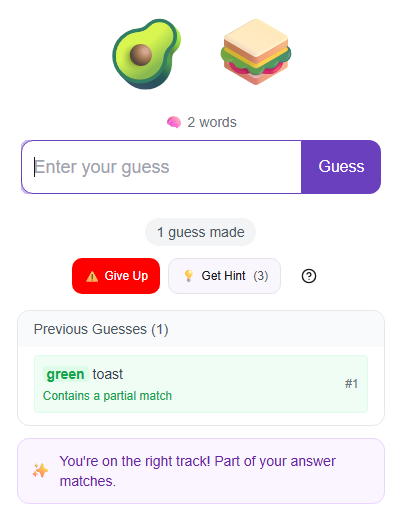 2 words
Enter your guess
Guess
1 guess made
Give Up
Get Hint (3)
Previous Guesses (1)
green toast
Contains a partial match
#1
You're on the right track! Part of your answer
matches.